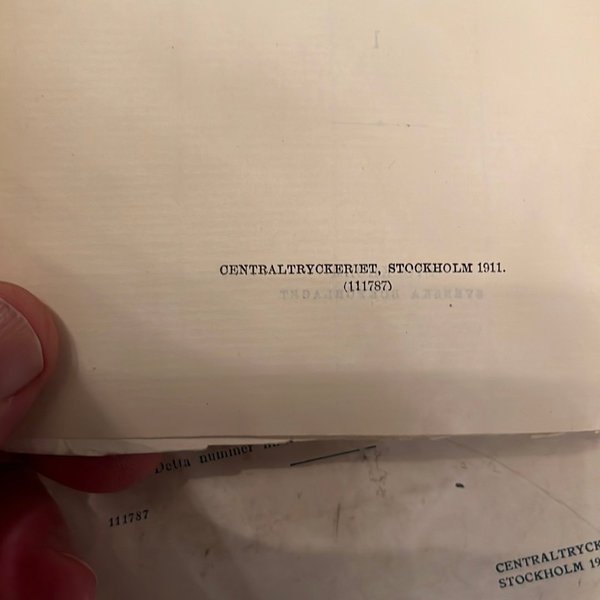 CENTRALTRYCKERIET, STOCKHOLM 1911.
(111787)
Detta nummer
111787
CENTRALTRYCK
STOCKHOLM 19